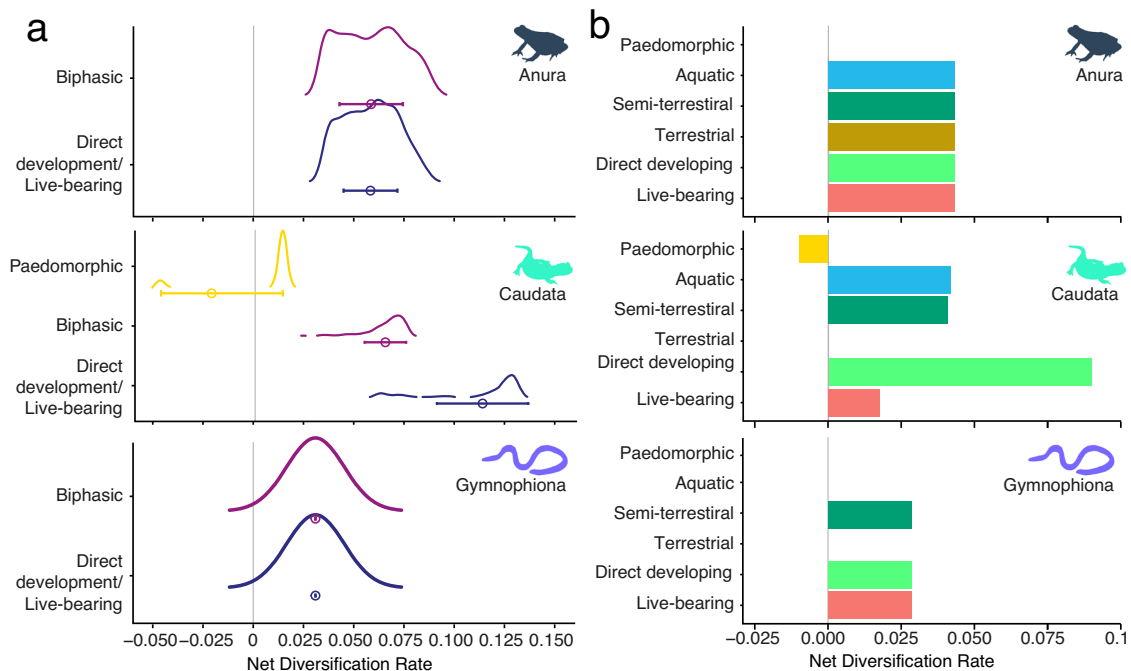 a
Anura
Biphasic
Direct
development/
Live-bearing
Caudata
Paedomorphic
Biphasic
Direct
development/
Live-bearing
Gymnophiona
Biphasic
Direct
development/
Live-bearing
−0.050 −0.025 0 0.025 0.050 0.075 0.100 0.125 0.150
Net Diversification Rate
b
Anura
Paedomorphic
Aquatic
Semi-terrestiral
Terrestrial
Direct developing
Live-bearing
Caudata
Paedomorphic
Aquatic
Semi-terrestiral
Terrestrial
Direct developing
Live-bearing
Gymnophiona
Paedomorphic
Aquatic
Semi-terrestiral
Terrestrial
Direct developing
Live-bearing
−0.025 0.000 0.025 0.050 0.075 0.1
Net Diversification Rate